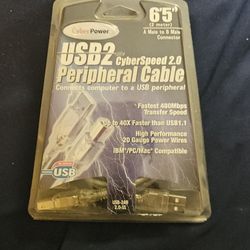 CyberPower
6'5"
(2 meter)
A Male to B Male
Connector
USB2
CyberSpeed 2.0
Peripheral Cable
Connects computer to a USB peripheral
Fastest 480Mbps
Transfer Speed
Up to 40X Faster than USB1.1
High Performance
20 Gauge Power Wires
IBM®/PC/Mac® Compatible
USB
USB-2AB